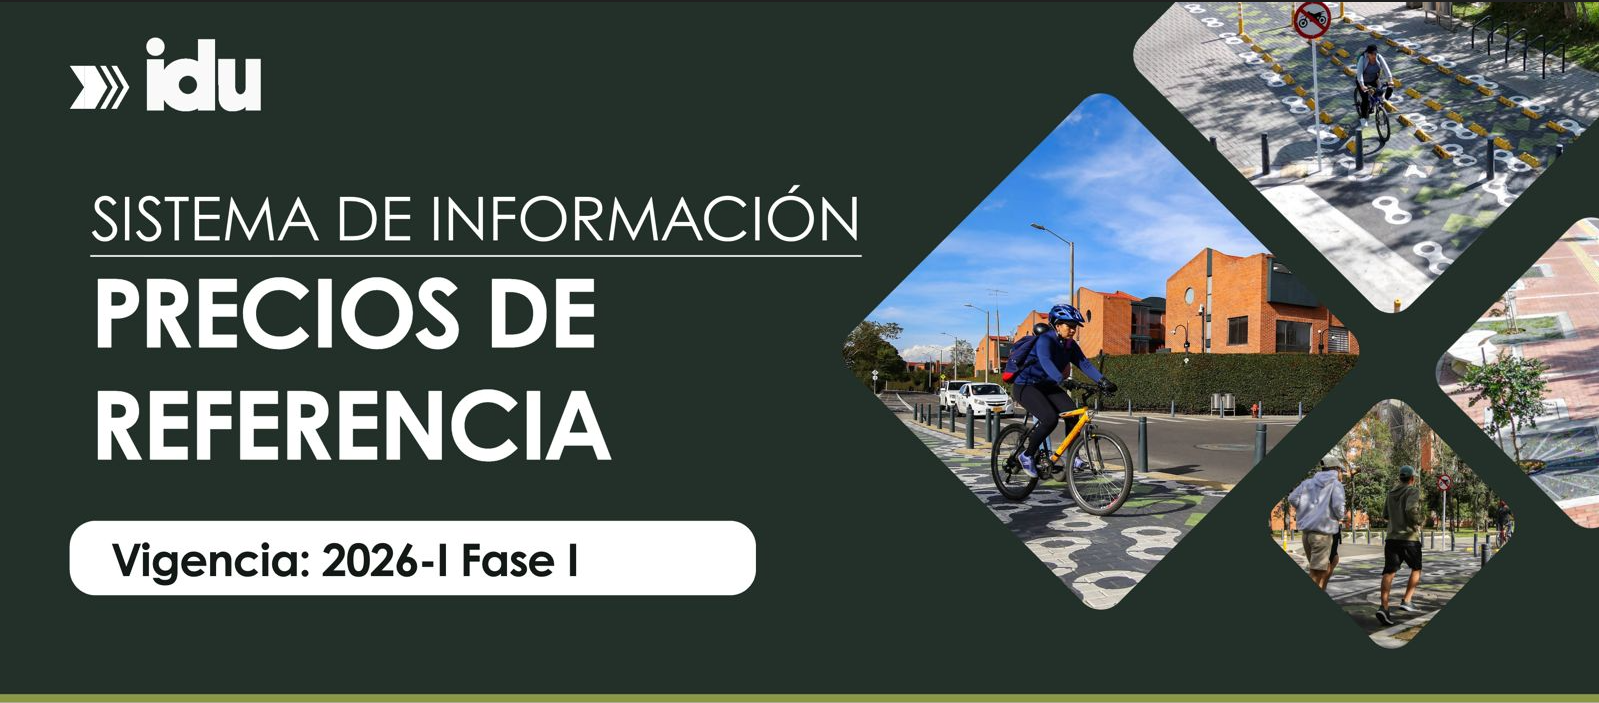 idu
SISTEMA DE INFORMACIÓN
PRECIOS DE
REFERENCIA
Vigencia: 2026-I Fase I